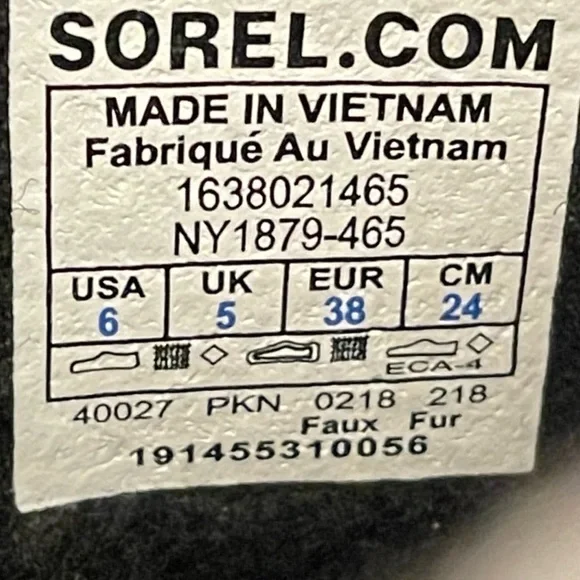 SOREL.COM
MADE IN VIETNAM
Fabriqué Au Vietnam
1638021465
NY1879-465
USA UK EUR CM
6 5 38 24
ECA-4
40027 PKN 0218 218
Faux Fur
191455310056